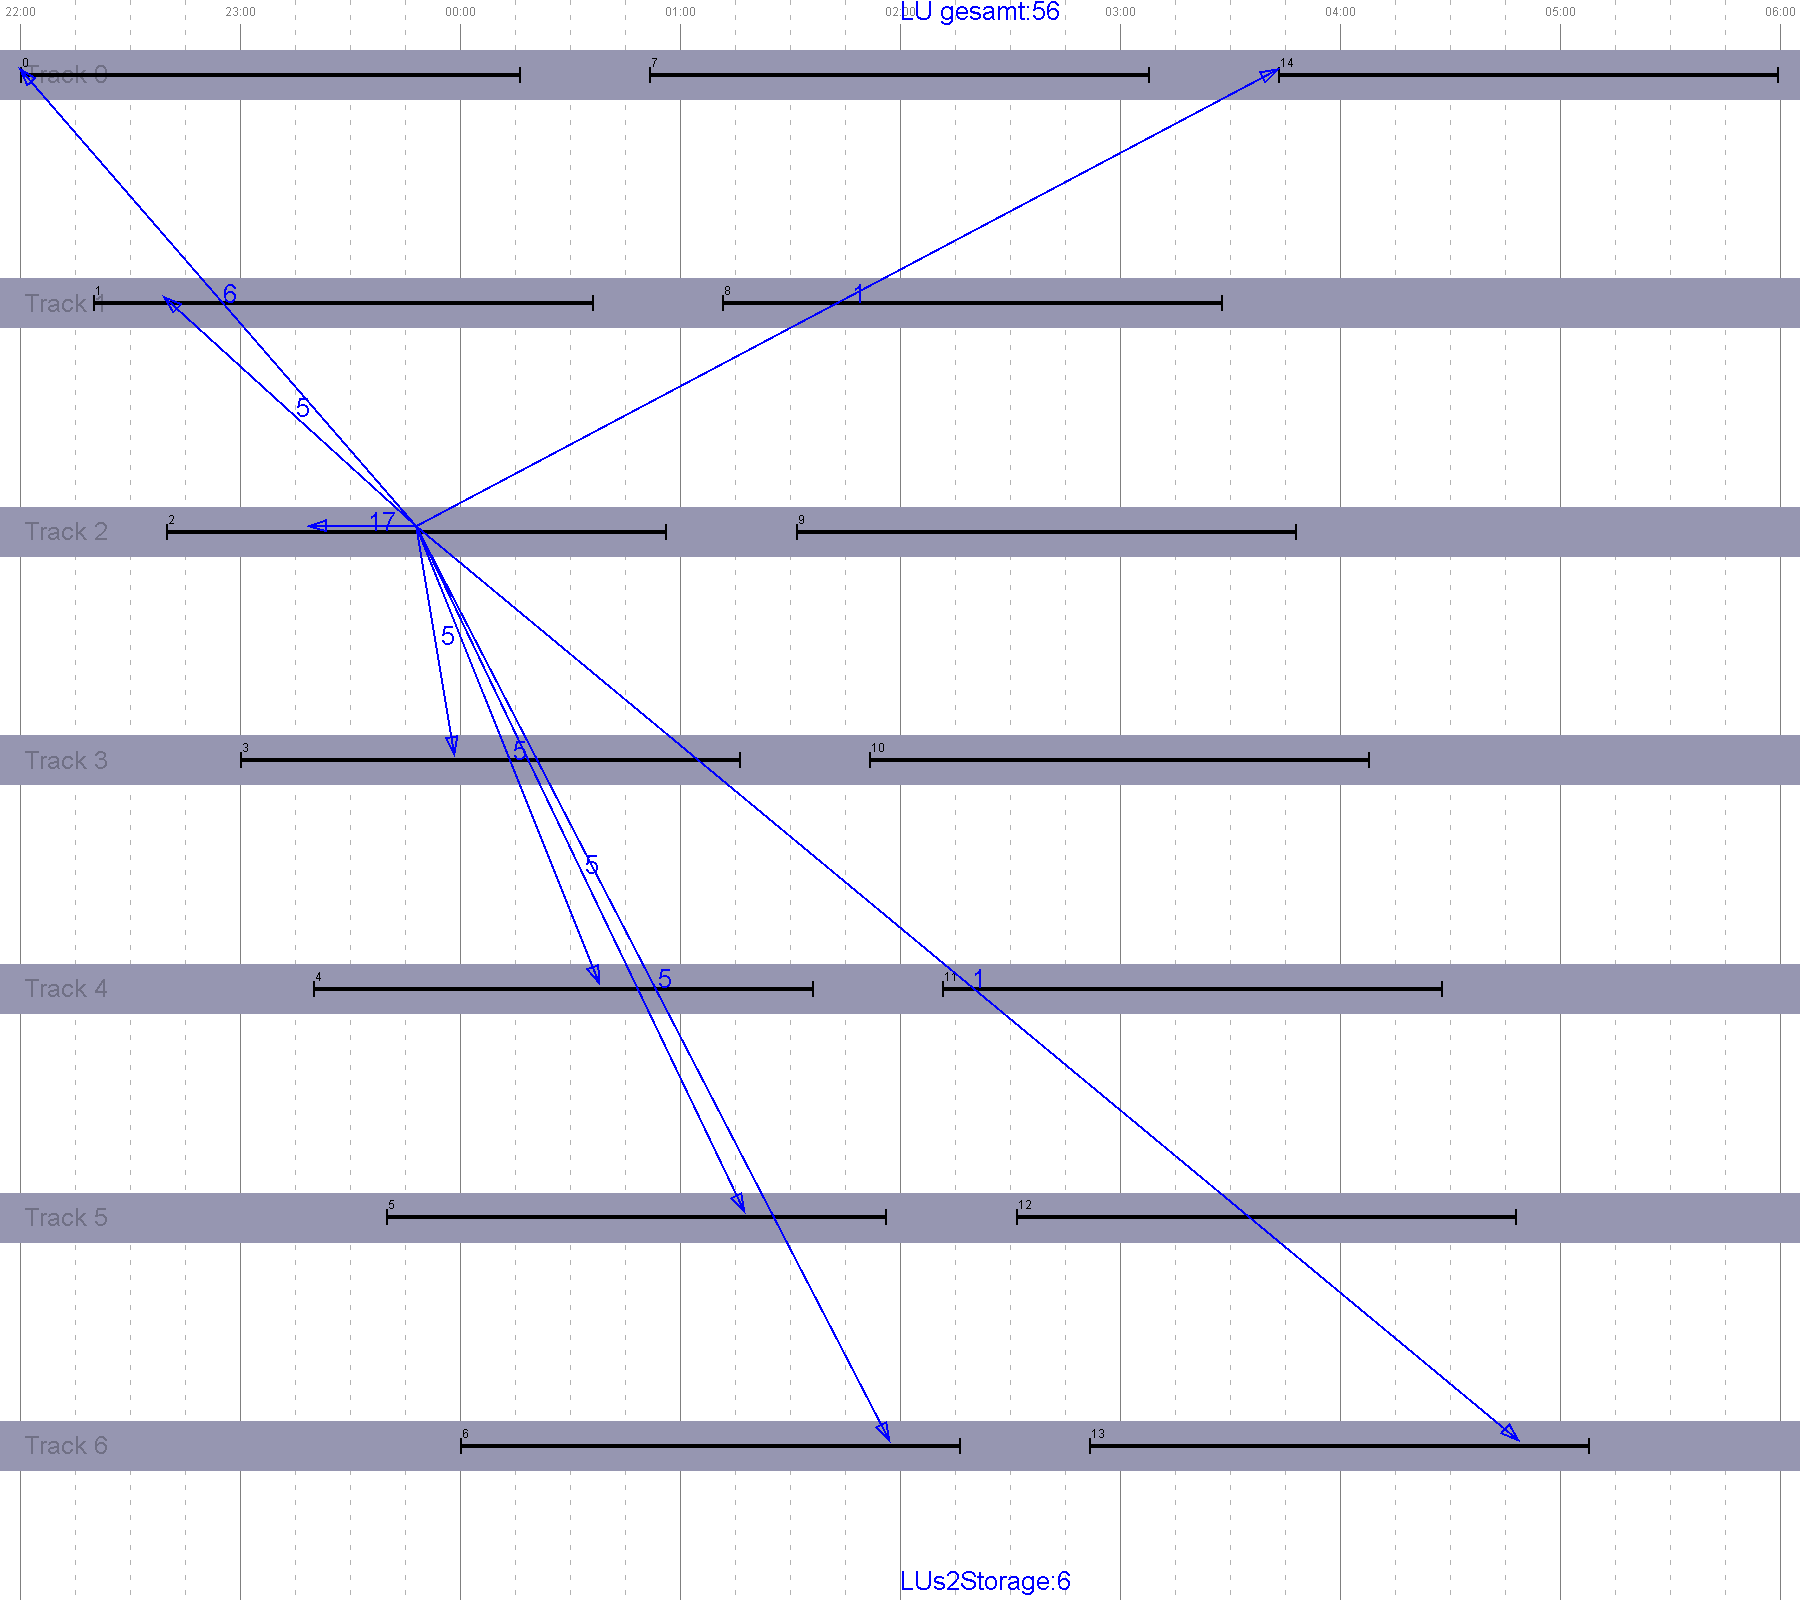 22:00 23:00 00:00 01:00 02:00 03:00 04:00 05:00 06:00
LU gesamt:56
0 7 14
Track 0
1 6 8 1
Track 1
5
2 17 9
Track 2
5
3 5 10
Track 3
5
4 5 11 1
Track 4
5 12
Track 5
6 13
Track 6
LUs2Storage:6